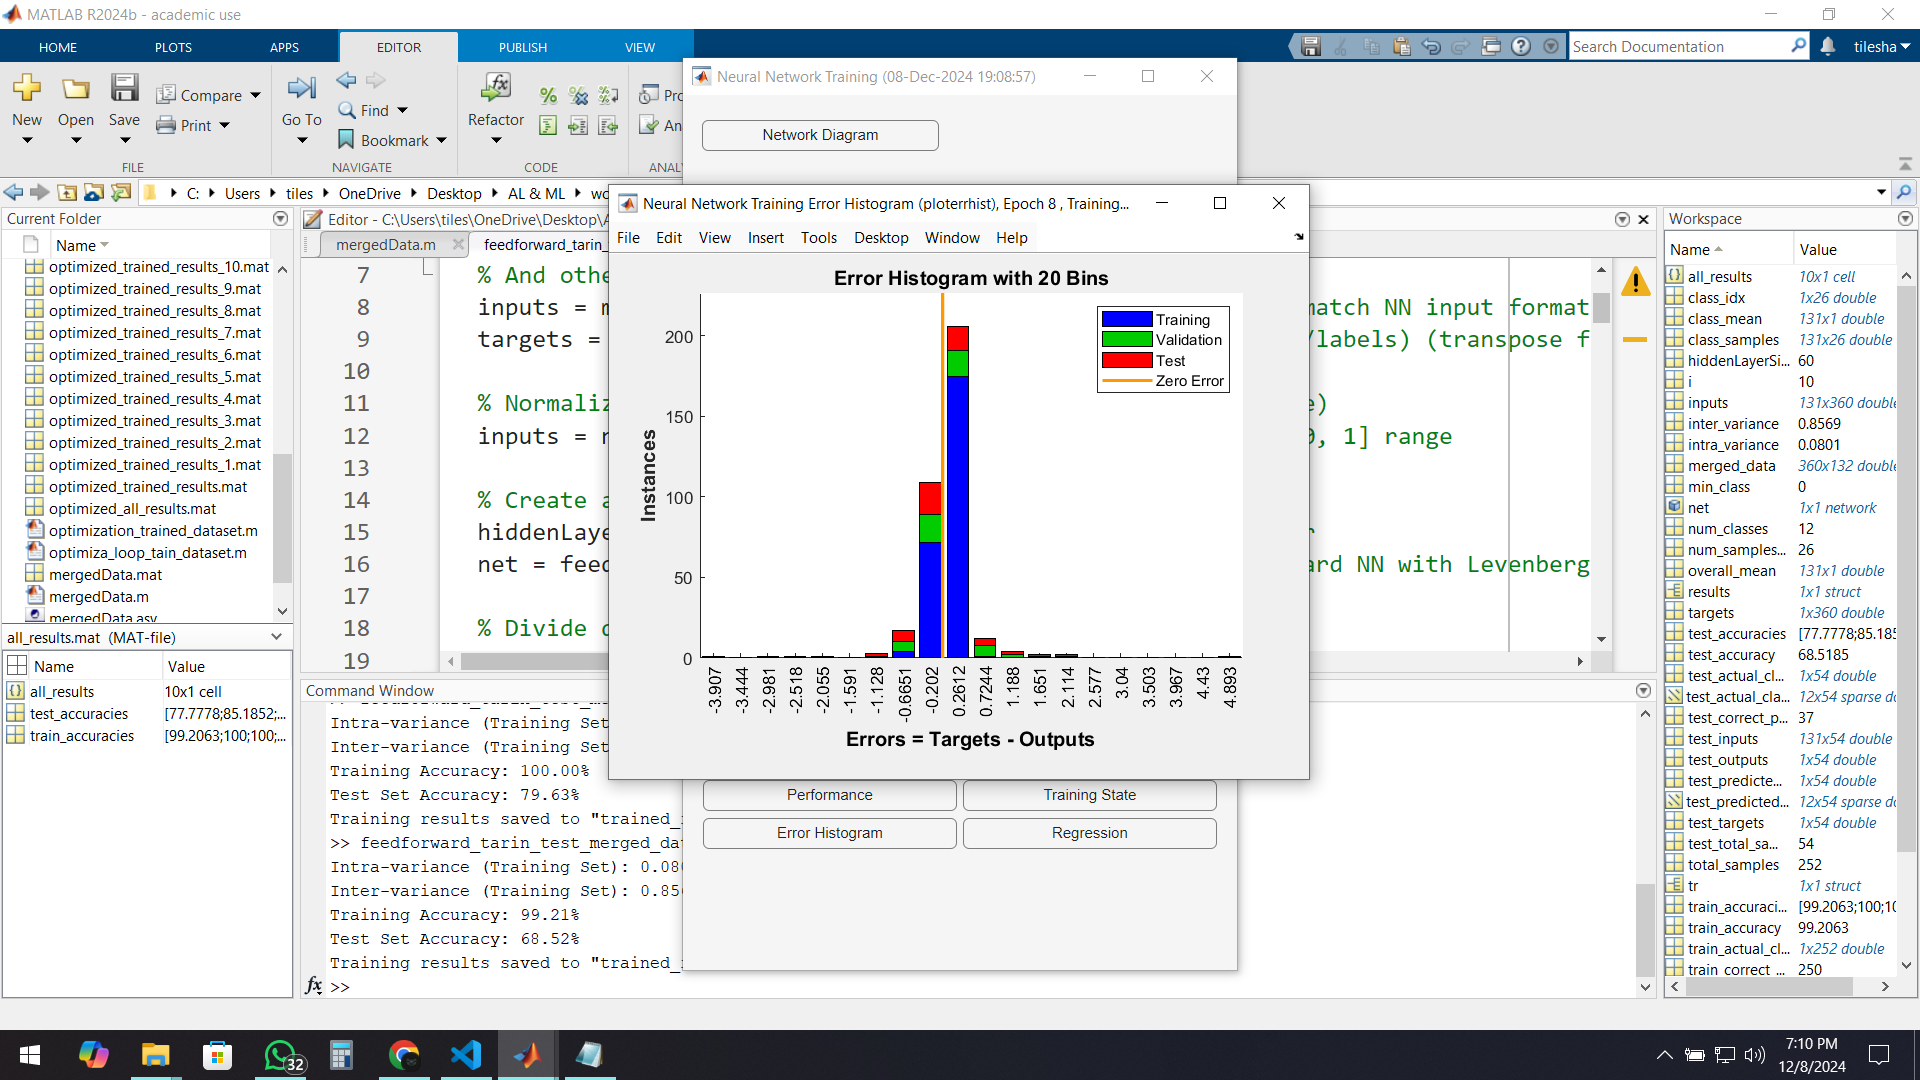 MATLAB R2024b - academic use
HOME PLOTS APPS EDITOR PUBLISH VIEW
Search Documentation
tilesha
New Open Save Compare Print
FILE
Go To Find Bookmark
NAVIGATE
Refactor
CODE
C: Users tiles OneDrive Desktop AL & ML
Current Folder
Name
optimized_trained_results_10.mat
optimized_trained_results_9.mat
optimized_trained_results_8.mat
optimized_trained_results_7.mat
optimized_trained_results_6.mat
optimized_trained_results_5.mat
optimized_trained_results_4.mat
optimized_trained_results_3.mat
optimized_trained_results_2.mat
optimized_trained_results_1.mat
optimized_trained_results.mat
optimized_all_results.mat
optimization_trained_dataset.m
optimiza_loop_tain_dataset.m
mergedData.mat
mergedData.m
mergedData.asv
all_results.mat (MAT-file)
Name Value
all_results 10x1 cell
test_accuracies [77.7778;85.1852;...
train_accuracies [99.2063;100;100;...
Editor - C:\Users\tiles\OneDrive\Desktop\A
mergedData.m feedforward_tarin_
7 % And othe
8 inputs = m match NN input format
9 targets = /labels) (transpose f
10
11 % Normaliz e)
12 inputs = n 0, 1] range
13
14 % Create a
15 hiddenLaye r
16 net = feed ard NN with Levenberg
17
18 % Divide d
19
Command Window
Intra-variance (Training Set)
Inter-variance (Training Set)
Training Accuracy: 100.00%
Test Set Accuracy: 79.63%
Training results saved to "trained_
>> feedforward_tarin_test_merged_da
Intra-variance (Training Set): 0.080
Inter-variance (Training Set): 0.856
Training Accuracy: 99.21%
Test Set Accuracy: 68.52%
Training results saved to "trained_
fx >>
Neural Network Training (08-Dec-2024 19:08:57)
Network Diagram
Neural Network Training Error Histogram (ploterrhist), Epoch 8 , Training...
File Edit View Insert Tools Desktop Window Help
Error Histogram with 20 Bins
Training
Validation
Test
Zero Error
Instances
200
150
100
50
0
-3.907 -3.444 -2.981 -2.518 -2.055 -1.591 -1.128 -0.6651 -0.202 0.2612 0.7244 1.188 1.651 2.114 2.577 3.04 3.503 3.967 4.43 4.893
Errors = Targets - Outputs
Performance Training State
Error Histogram Regression
Workspace
Name Value
all_results 10x1 cell
class_idx 1x26 double
class_mean 131x1 double
class_samples 131x26 double
hiddenLayerSi... 60
i 10
inputs 131x360 double
inter_variance 0.8569
intra_variance 0.0801
merged_data 360x132 double
min_class 0
net 1x1 network
num_classes 12
num_samples... 26
overall_mean 131x1 double
results 1x1 struct
targets 1x360 double
test_accuracies [77.7778;85.185
test_accuracy 68.5185
test_actual_cl... 1x54 double
test_actual_cla... 12x54 sparse do
test_correct_p... 37
test_inputs 131x54 double
test_outputs 1x54 double
test_predicte... 1x54 double
test_predicted... 12x54 sparse do
test_targets 1x54 double
test_total_sa... 54
total_samples 252
tr 1x1 struct
train_accuraci... [99.2063;100;10
train_accuracy 99.2063
train_actual_cl... 1x252 double
train_correct_... 250
32
7:10 PM
12/8/2024